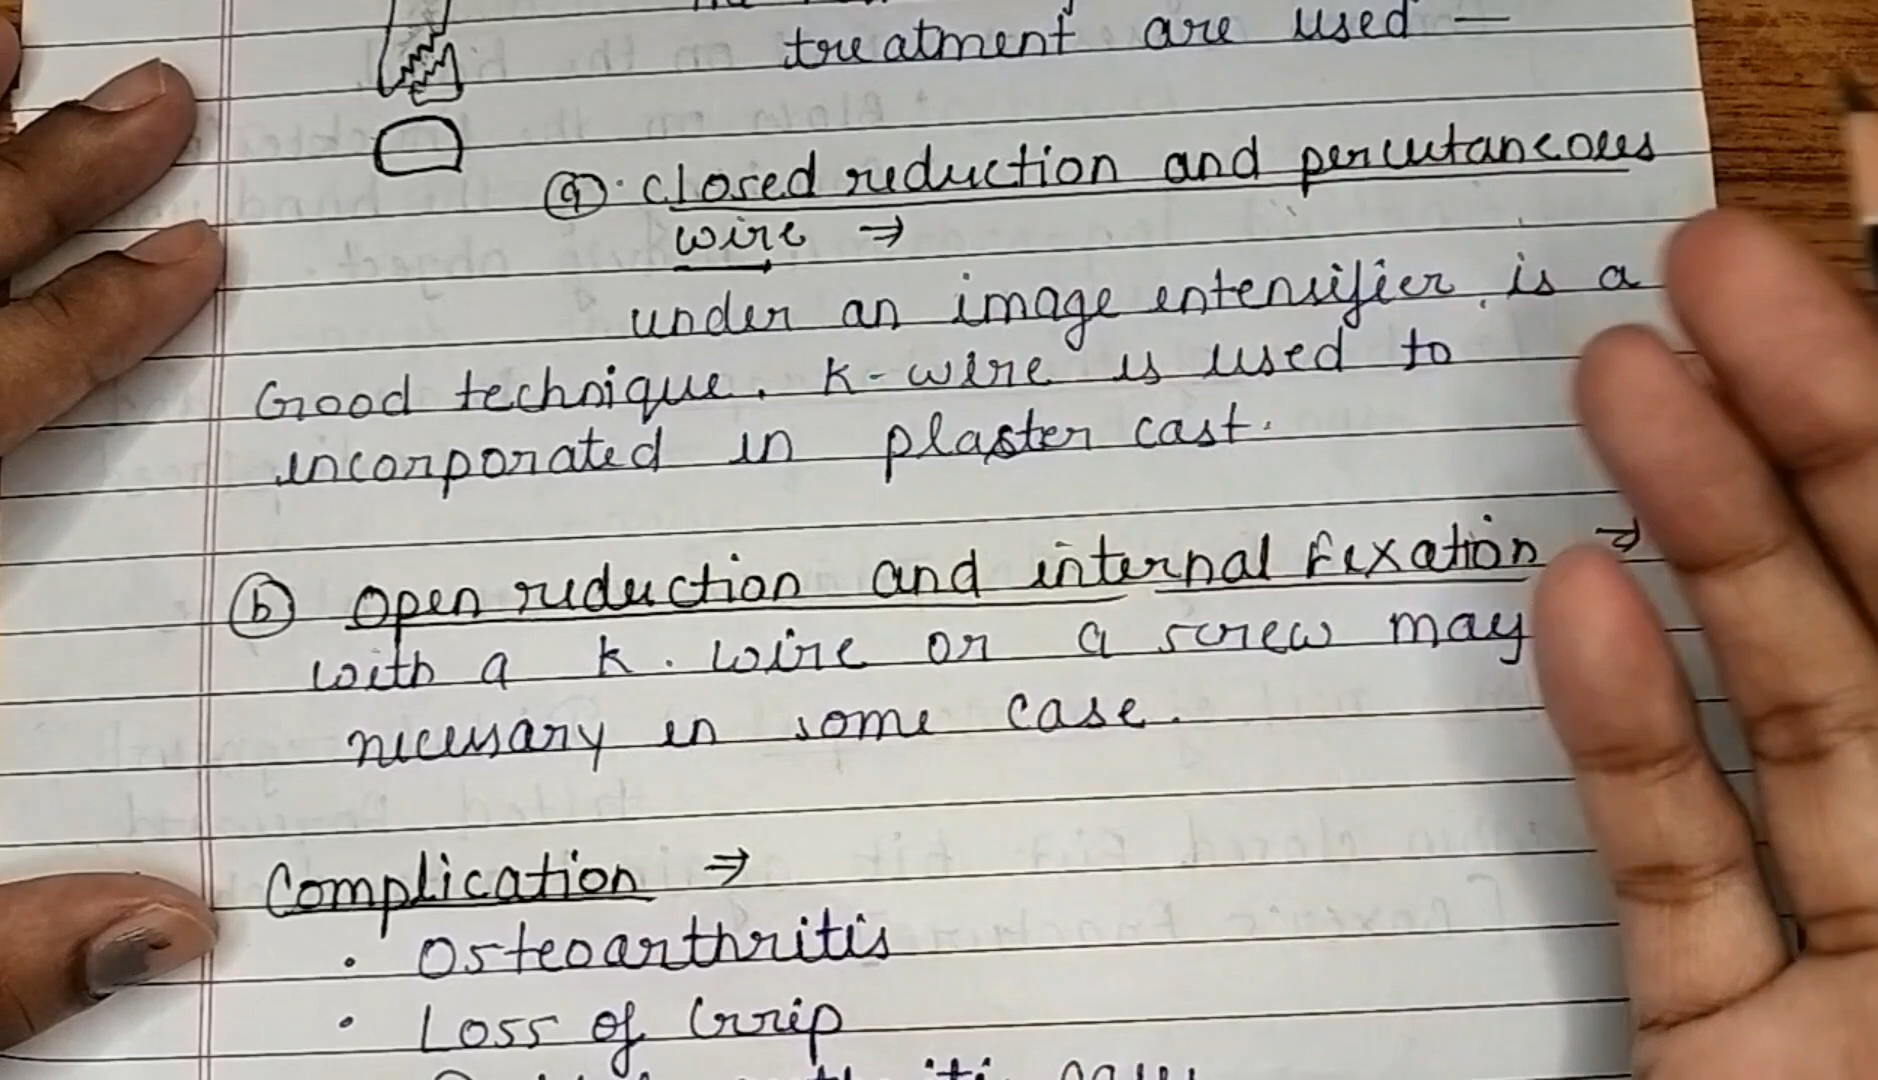 treatment are used —
(a). closed reduction and percutaneous
wire →
under an image intensifier is a
Good technique. K-wire is used to
incorporated in plaster cast.
(b) Open reduction and internal Fixation →
with a K. wire or a screw may
necessary in some case.
Complication →
• Osteoarthritis
• Loss of Grip